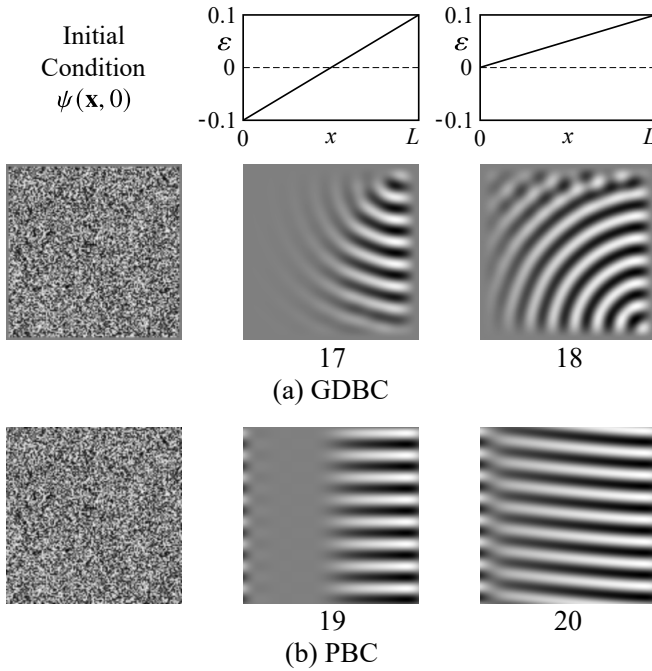 Initial
Condition
ψ(x, 0)
0.1
ε
0
-0.1
0
x
L
0.1
ε
0
-0.1
0
x
L
17
18
(a) GDBC
19
20
(b) PBC